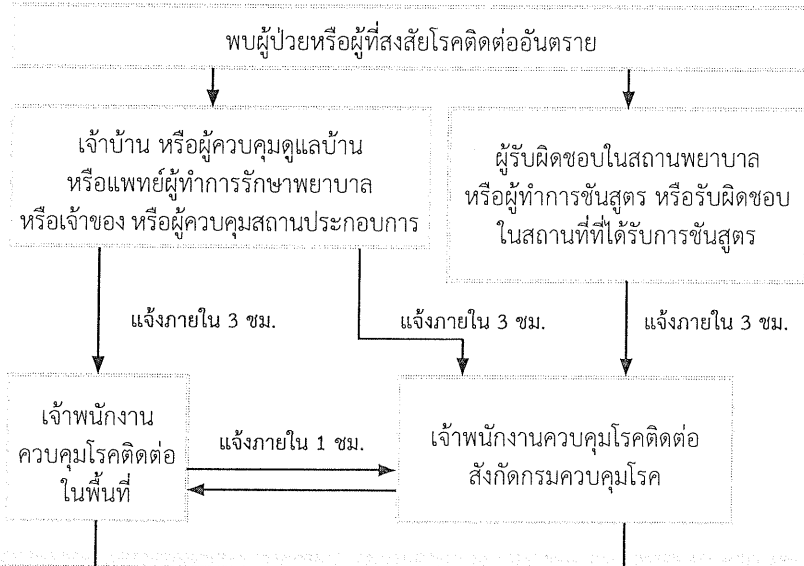 พบผู้ป่วยหรือผู้ที่สงสัยโรคติดต่ออันตราย
เจ้าบ้าน หรือผู้ควบคุมดูแลบ้าน
หรือแพทย์ผู้ทำการรักษาพยาบาล
หรือเจ้าของ หรือผู้ควบคุมสถานประกอบการ
ผู้รับผิดชอบในสถานพยาบาล
หรือผู้ทำการชันสูตร หรือรับผิดชอบ
ในสถานที่ที่ได้รับการชันสูตร
แจ้งภายใน 3 ชม.
แจ้งภายใน 3 ชม.
แจ้งภายใน 3 ชม.
เจ้าพนักงาน
ควบคุมโรคติดต่อ
ในพื้นที่
แจ้งภายใน 1 ชม.
เจ้าพนักงานควบคุมโรคติดต่อ
สังกัดกรมควบคุมโรค